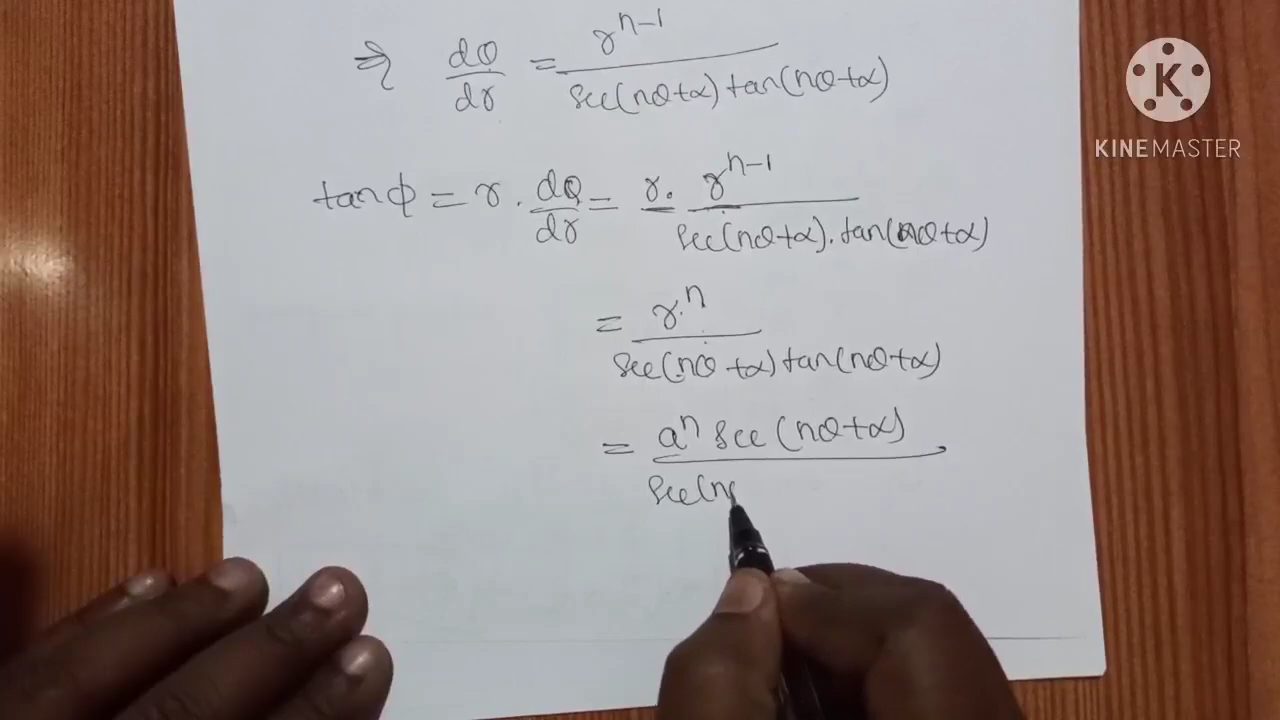 ⇒ dθ/dr = r^(n-1) / sec(nθ+α) tan(nθ+α)
K
KINEMASTER
tanϕ = r . dθ/dr = r . r^(n-1) / sec(nθ+α) . tan(nθ+α)
= r^n / sec(nθ+α) tan(nθ+α)
= a^n sec(nθ+α) / sec(n